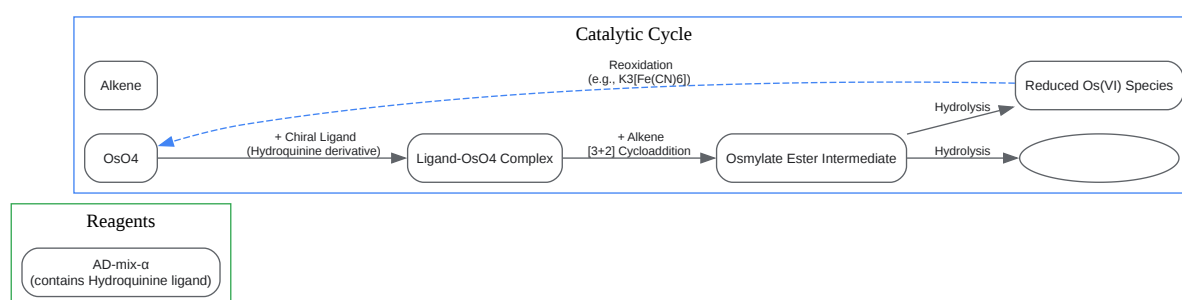 Catalytic Cycle
Reoxidation
(e.g., K3[Fe(CN)6])
Alkene
Reduced Os(VI) Species
Hydrolysis
+ Chiral Ligand
(Hydroquinine derivative)
+ Alkene
[3+2] Cycloaddition
Hydrolysis
OsO4
Ligand-OsO4 Complex
Osmylate Ester Intermediate
Reagents
AD-mix-α
(contains Hydroquinine ligand)